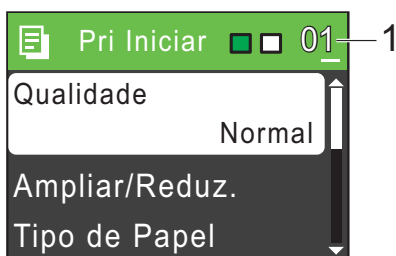 Pri Iniciar 01 1
Qualidade
Normal
Ampliar/Reduz.
Tipo de Papel